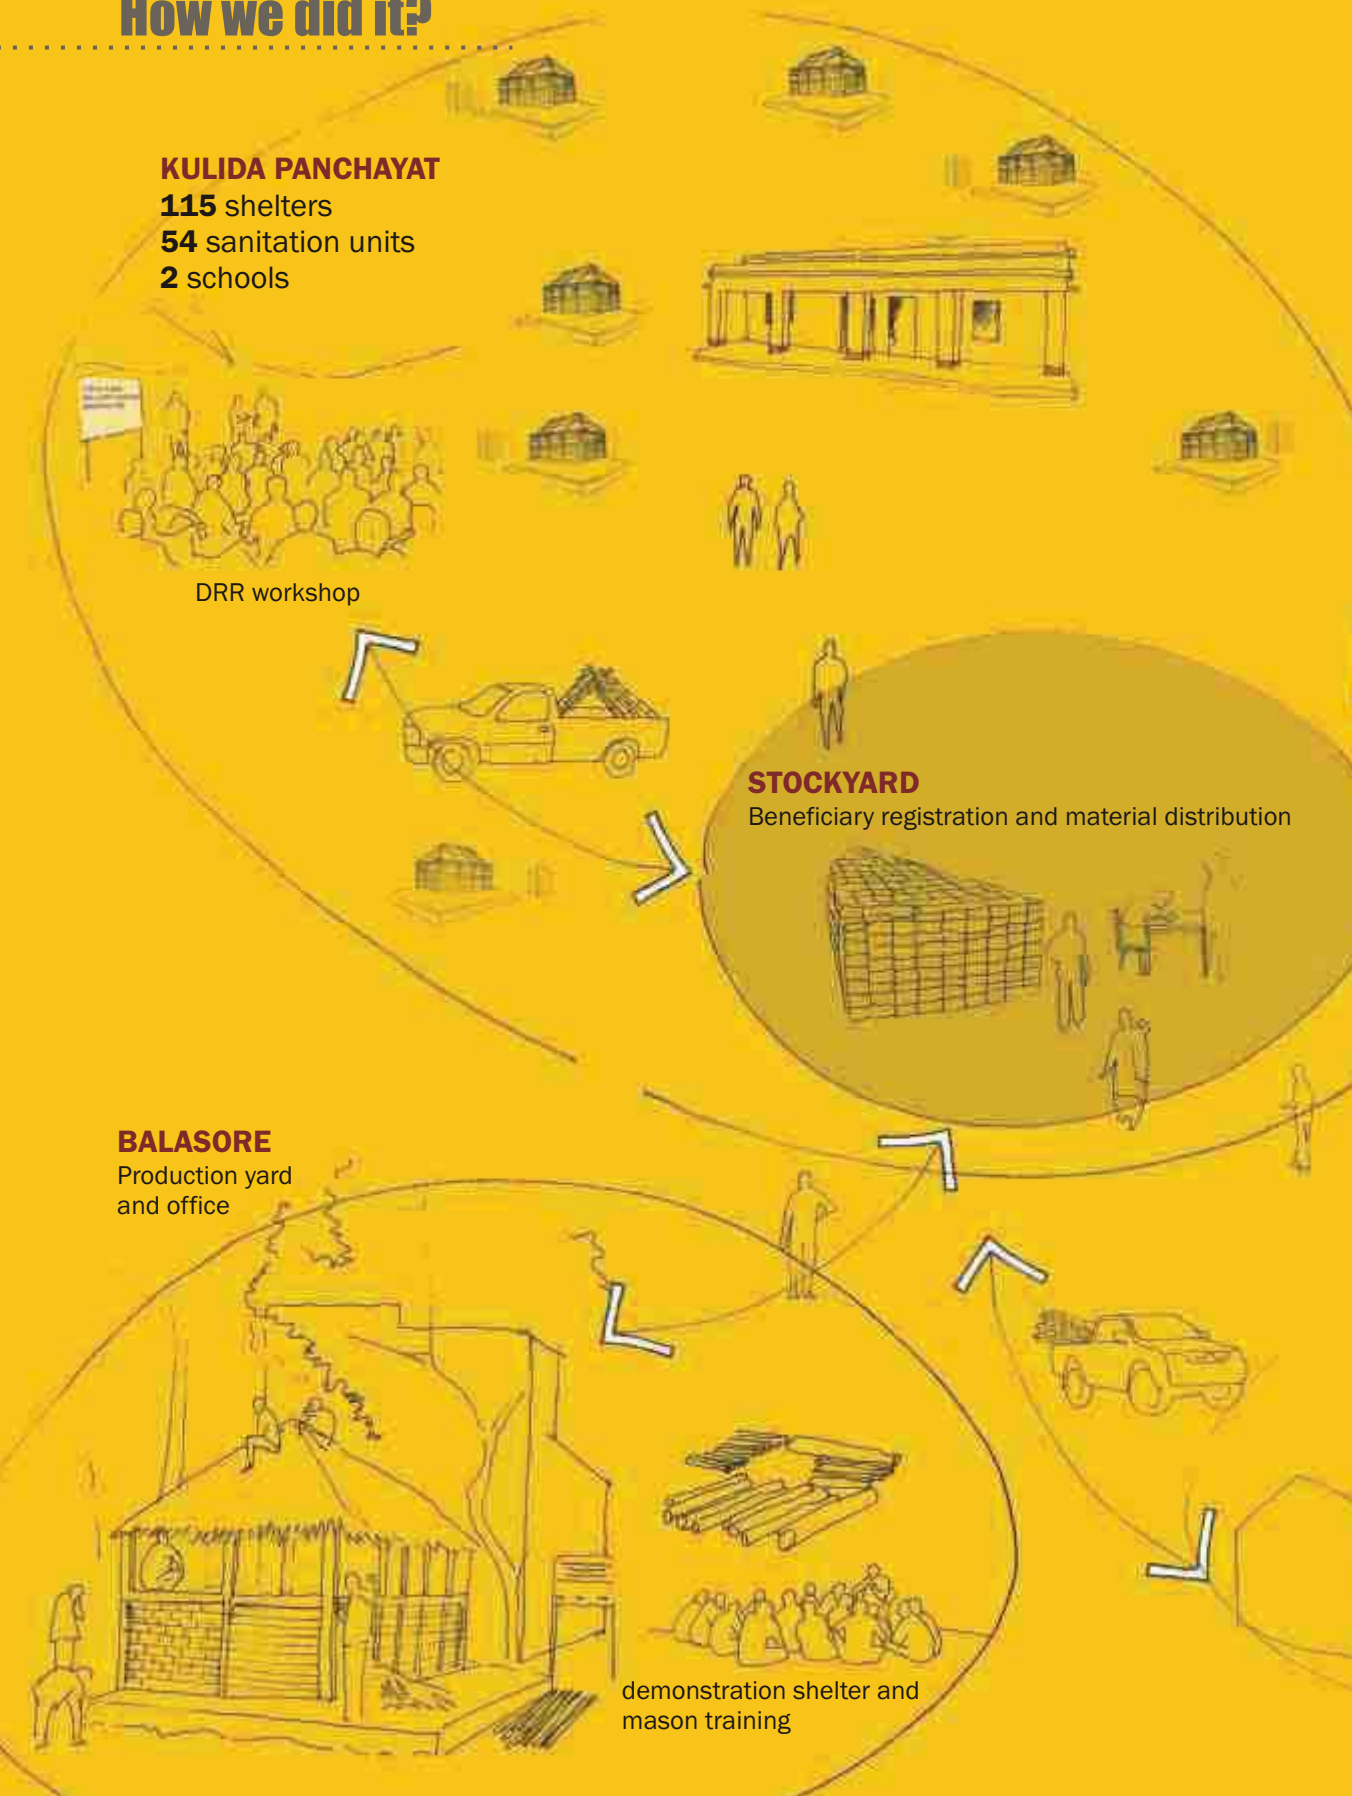 How we did it?
KULIDA PANCHAYAT
115 shelters
54 sanitation units
2 schools
DRR workshop
STOCKYARD
Beneficiary registration and material distribution
BALASORE
Production yard
and office
demonstration shelter and
mason training